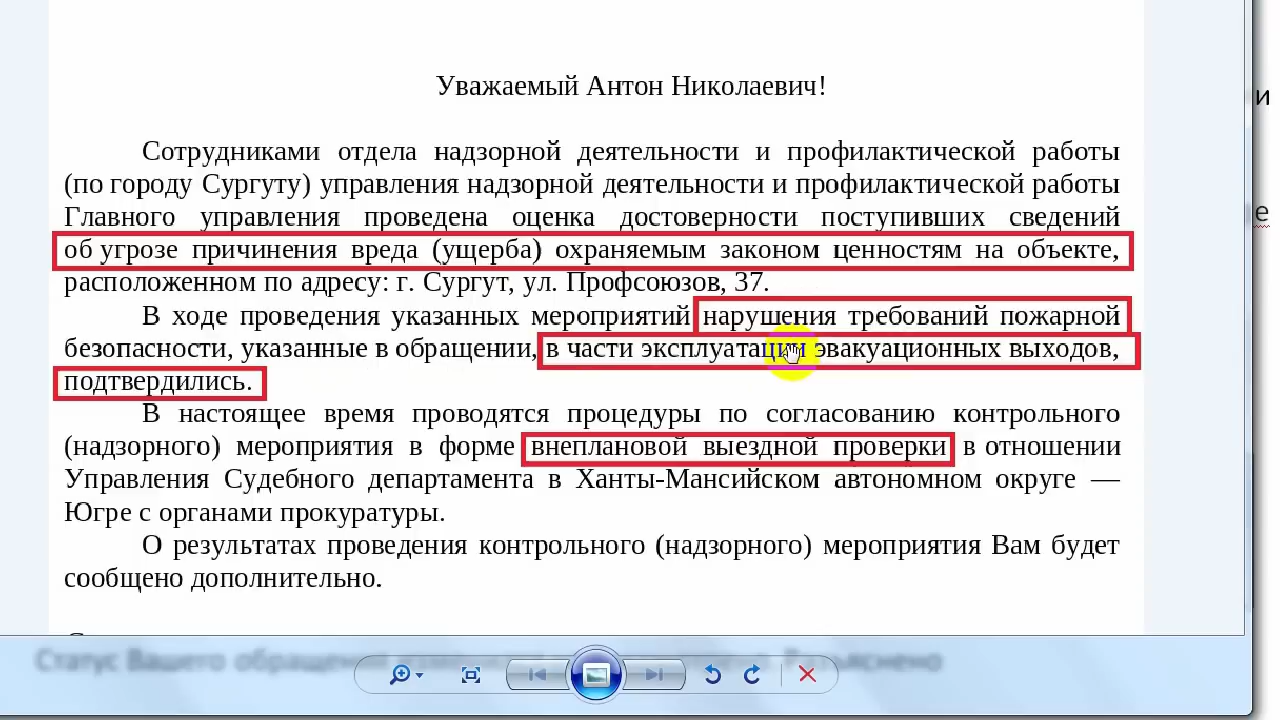 Уважаемый Антон Николаевич!
Сотрудниками отдела надзорной деятельности и профилактической работы
(по городу Сургуту) управления надзорной деятельности и профилактической работы
Главного управления проведена оценка достоверности поступивших сведений
об угрозе причинения вреда (ущерба) охраняемым законом ценностям на объекте,
расположенном по адресу: г. Сургут, ул. Профсоюзов, 37.
В ходе проведения указанных мероприятий нарушения требований пожарной
безопасности, указанные в обращении, в части эксплуатации эвакуационных выходов,
подтвердились.
В настоящее время проводятся процедуры по согласованию контрольного
(надзорного) мероприятия в форме внеплановой выездной проверки в отношении
Управления Судебного департамента в Ханты-Мансийском автономном округе —
Югре с органами прокуратуры.
О результатах проведения контрольного (надзорного) мероприятия Вам будет
сообщено дополнительно.
Статус Вашего обращения
и
е